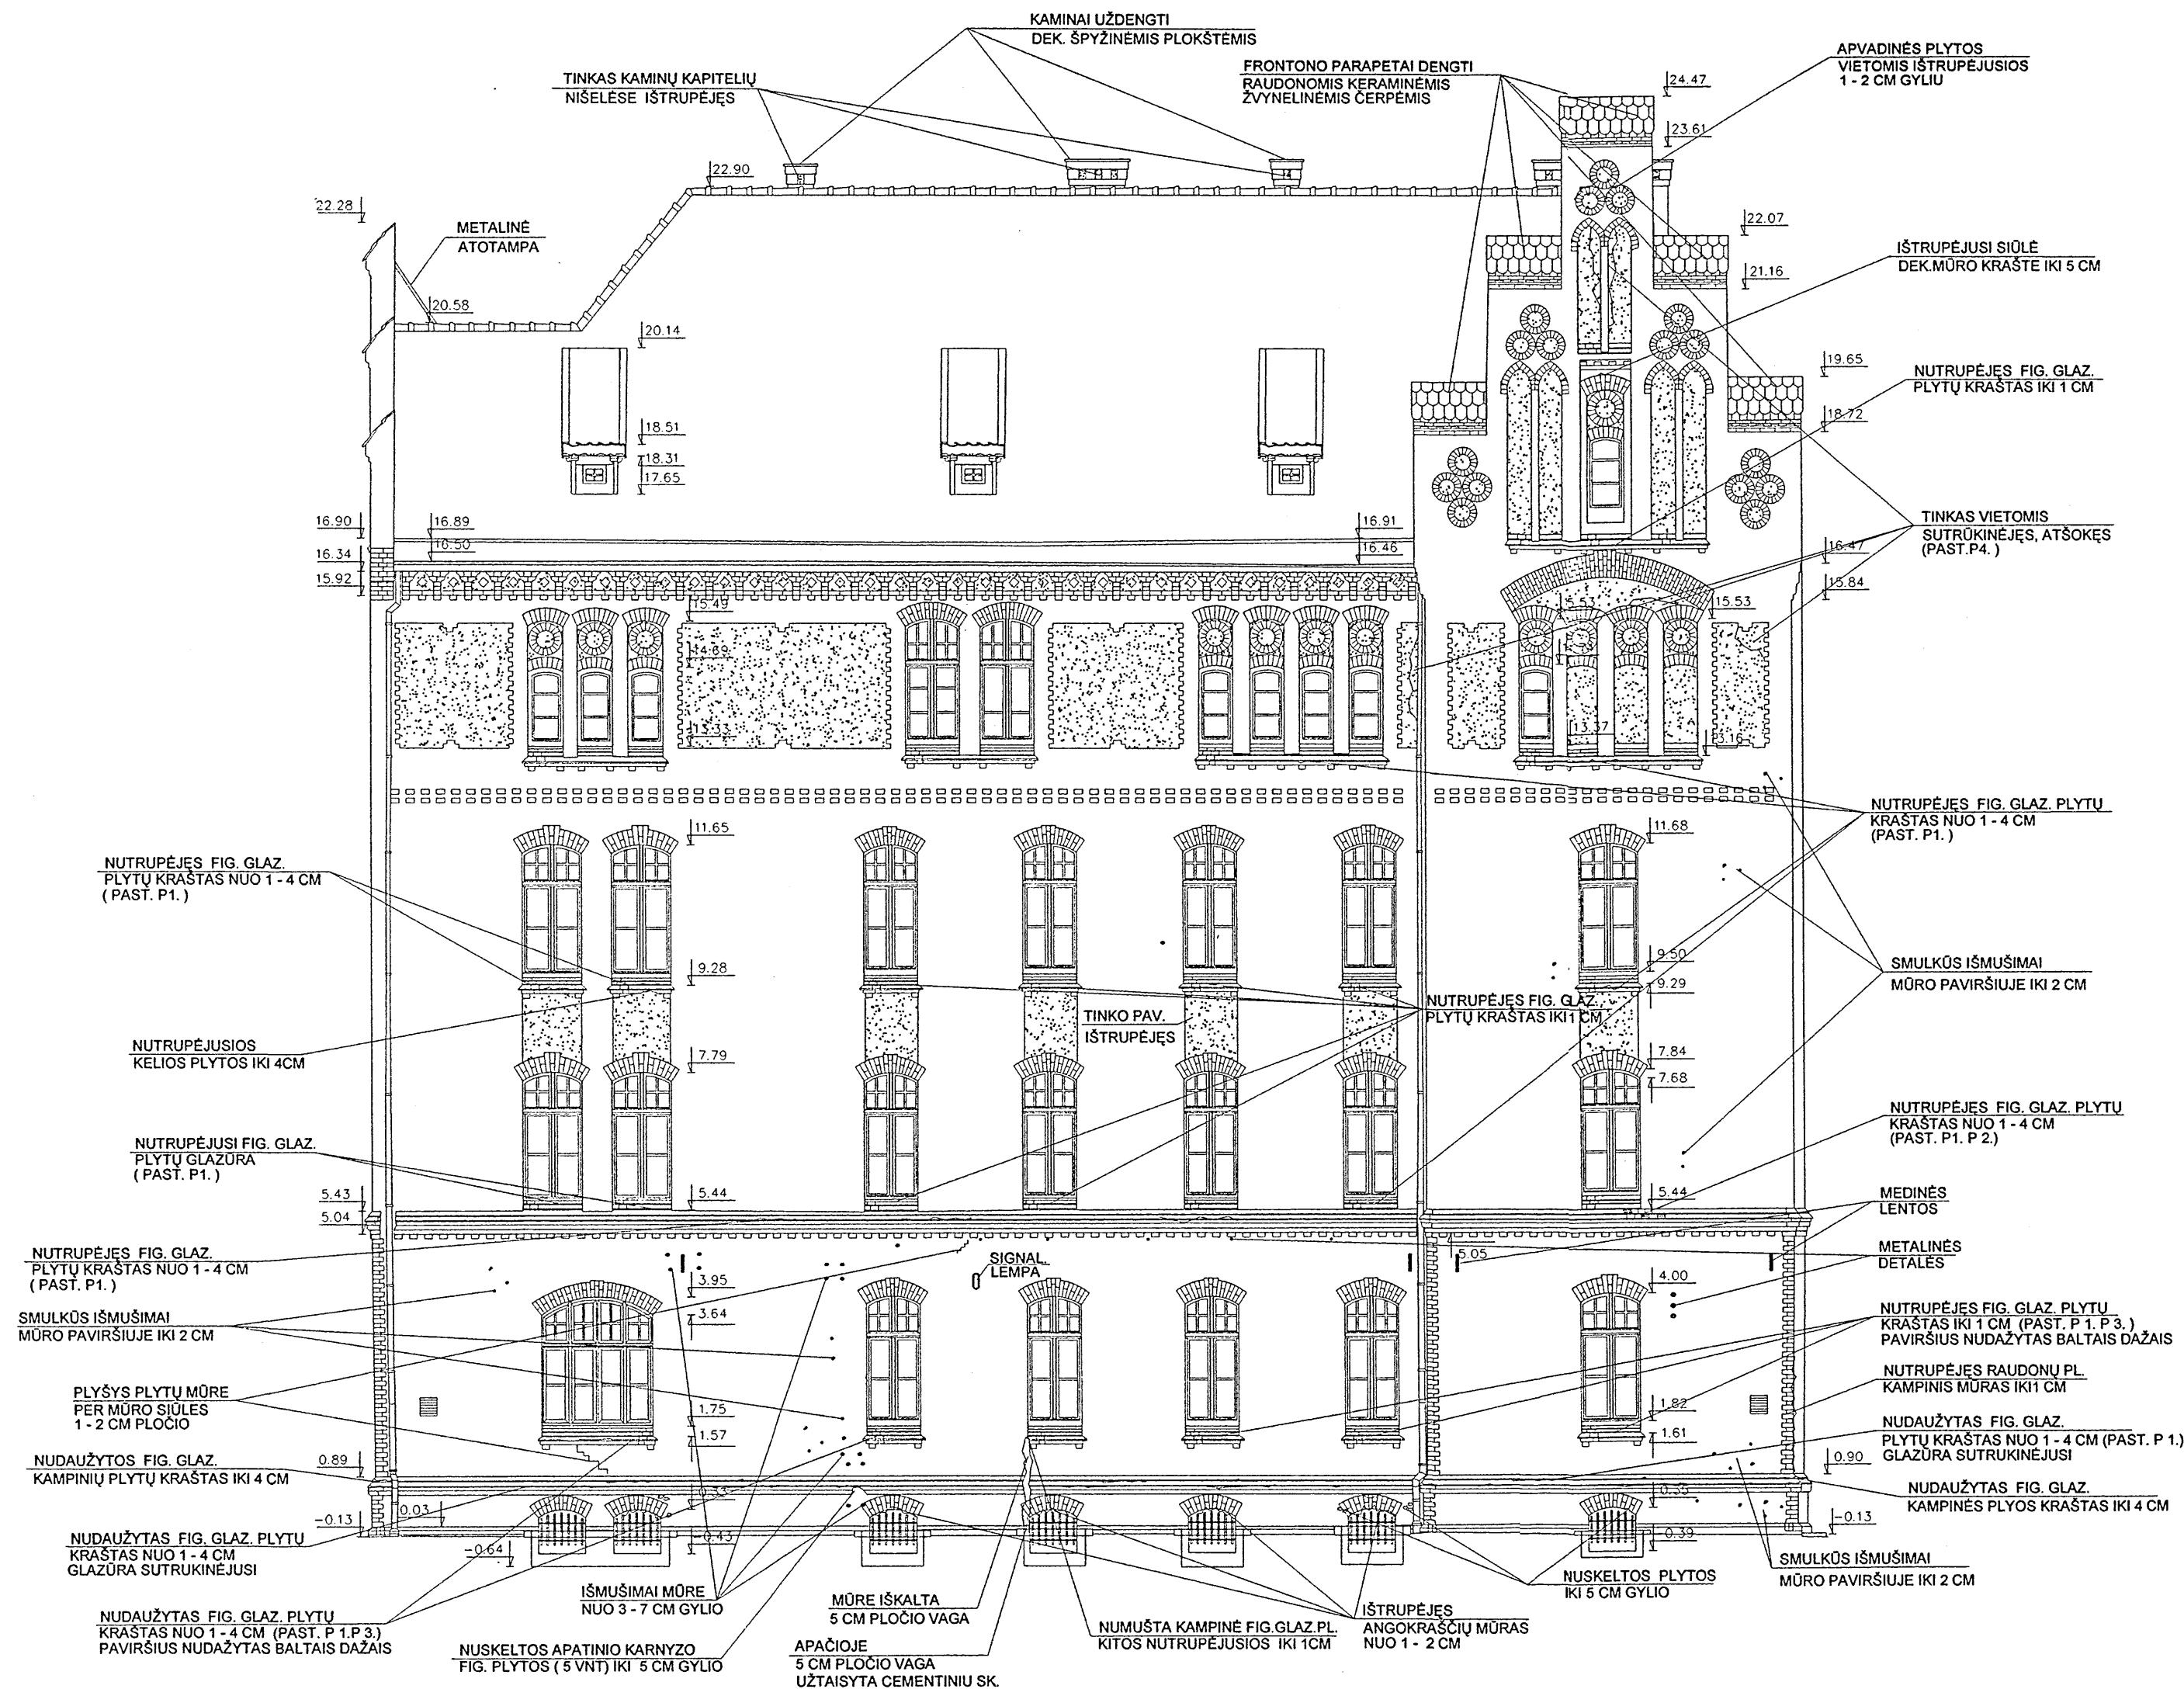 KAMINAI UŽDENGTI
DEK. ŠPYŽINĖMIS PLOKŠTĖMIS
TINKAS KAMINŲ KAPITELIŲ
NIŠELĖSE IŠTRUPĖJĘS
FRONTONO PARAPETAI DENGTI
RAUDONOMIS KERAMINĖMIS
ŽVYNELINĖMIS ČERPĖMIS
APVADINĖS PLYTOS
VIETOMIS IŠTRUPĖJUSIOS
1 - 2 CM GYLIU
24.47
23.61
22.90
22.28
METALINĖ
ATOTAMPA
22.07
IŠTRUPĖJUSI SIŪLĖ
DEK.MŪRO KRAŠTE IKI 5 CM
21.16
20.58
20.14
19.65
NUTRUPĖJĘS FIG. GLAZ.
PLYTŲ KRAŠTAS IKI 1 CM
18.72
18.51
18.31
17.65
16.90
16.89
16.91
TINKAS VIETOMIS
SUTRŪKINĖJĘS, ATŠOKĘS
(PAST.P4. )
16.34
16.50
16.46
16.47
15.92
15.84
15.49
15.53
15.53
14.69
13.33
13.37
13.16
NUTRUPĖJĘS FIG. GLAZ. PLYTŲ
KRAŠTAS NUO 1 - 4 CM
(PAST. P1. )
11.65
11.68
NUTRUPĖJĘS FIG. GLAZ.
PLYTŲ KRAŠTAS NUO 1 - 4 CM
( PAST. P1. )
9.28
9.50
9.29
SMULKŪS IŠMUŠIMAI
MŪRO PAVIRŠIUJE IKI 2 CM
NUTRUPĖJĘS FIG. GLAZ.
PLYTŲ KRAŠTAS IKI 1 CM
TINKO PAV.
IŠTRUPĖJĘS
NUTRUPĖJUSIOS
KELIOS PLYTOS IKI 4CM
7.79
7.84
7.68
NUTRUPĖJĘS FIG. GLAZ. PLYTŲ
KRAŠTAS NUO 1 - 4 CM
(PAST. P1. P 2.)
NUTRUPĖJUSI FIG. GLAZ.
PLYTŲ GLAZŪRA
( PAST. P1. )
5.43
5.44
5.44
5.04
5.05
MEDINĖS
LENTOS
METALINĖS
DETALĖS
NUTRUPĖJĘS FIG. GLAZ.
PLYTŲ KRAŠTAS NUO 1 - 4 CM
( PAST. P1. )
SIGNAL.
LEMPA
3.95
4.00
3.64
SMULKŪS IŠMUŠIMAI
MŪRO PAVIRŠIUJE IKI 2 CM
NUTRUPĖJĘS FIG. GLAZ. PLYTŲ
KRAŠTAS IKI 1 CM (PAST. P 1. P 3. )
PAVIRŠIUS NUDAŽYTAS BALTAIS DAŽAIS
NUTRUPĖJĘS RAUDONŲ PL.
KAMPINIS MŪRAS IKI 1 CM
PLYŠYS PLYTŲ MŪRE
PER MŪRO SIŪLES
1 - 2 CM PLOČIO
1.75
1.57
1.82
1.61
NUDAUŽYTAS FIG. GLAZ.
PLYTŲ KRAŠTAS NUO 1 - 4 CM (PAST. P 1.)
GLAZŪRA SUTRUKINĖJUSI
NUDAUŽYTOS FIG. GLAZ.
KAMPINIŲ PLYTŲ KRAŠTAS IKI 4 CM
0.89
0.90
NUDAUŽYTAS FIG. GLAZ.
KAMPINĖS PLYOS KRAŠTAS IKI 4 CM
0.33
0.35
0.03
-0.13
-0.13
-0.43
-0.39
-0.64
NUDAUŽYTAS FIG. GLAZ. PLYTŲ
KRAŠTAS NUO 1 - 4 CM
GLAZŪRA SUTRUKINĖJUSI
SMULKŪS IŠMUŠIMAI
MŪRO PAVIRŠIUJE IKI 2 CM
NUSKELTOS PLYTOS
IKI 5 CM GYLIO
IŠMUŠIMAI MŪRE
NUO 3 - 7 CM GYLIO
MŪRE IŠKALTA
5 CM PLOČIO VAGA
IŠTRUPĖJĘS
ANGOKRAŠČIŲ MŪRAS
NUO 1 - 2 CM
NUDAUŽYTAS FIG. GLAZ. PLYTŲ
KRAŠTAS NUO 1 - 4 CM (PAST. P 1.P 3.)
PAVIRŠIUS NUDAŽYTAS BALTAIS DAŽAIS
NUSKELTOS APATINIO KARNYZO
FIG. PLYTOS ( 5 VNT) IKI 5 CM GYLIO
APAČIOJE
5 CM PLOČIO VAGA
UŽTAISYTA CEMENTINIU SK.
NUMUŠTA KAMPINĖ FIG.GLAZ.PL.
KITOS NUTRUPĖJUSIOS IKI 1CM